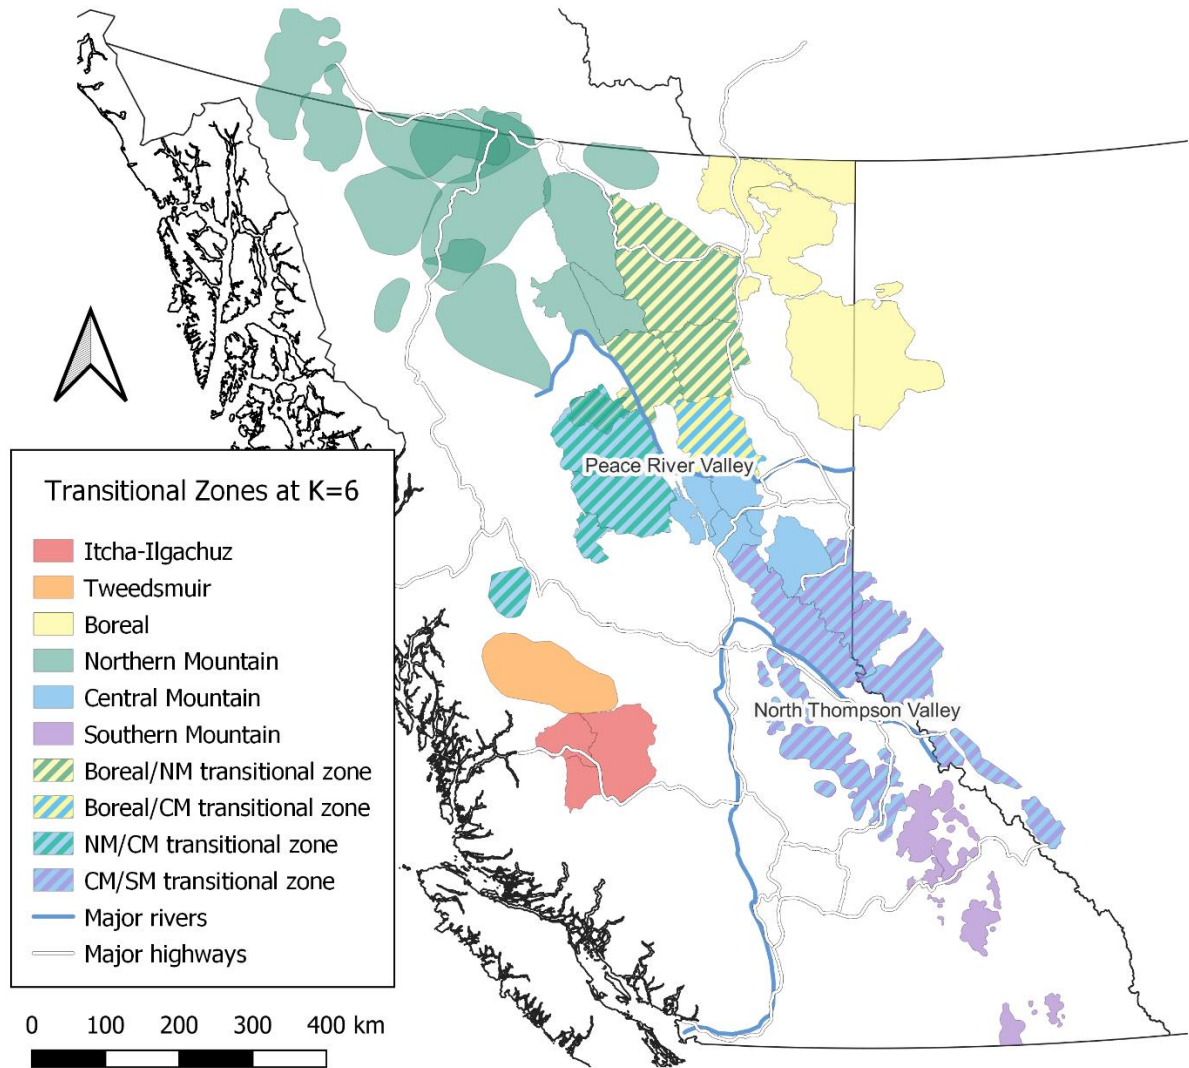 Peace River Valley
Transitional Zones at K=6
Itcha-Ilgachuz
Tweedsmuir
Boreal
Northern Mountain
Central Mountain
Southern Mountain
Boreal/NM transitional zone
Boreal/CM transitional zone
NM/CM transitional zone
CM/SM transitional zone
Major rivers
Major highways
North Thompson Valley
0 100 200 300 400 km